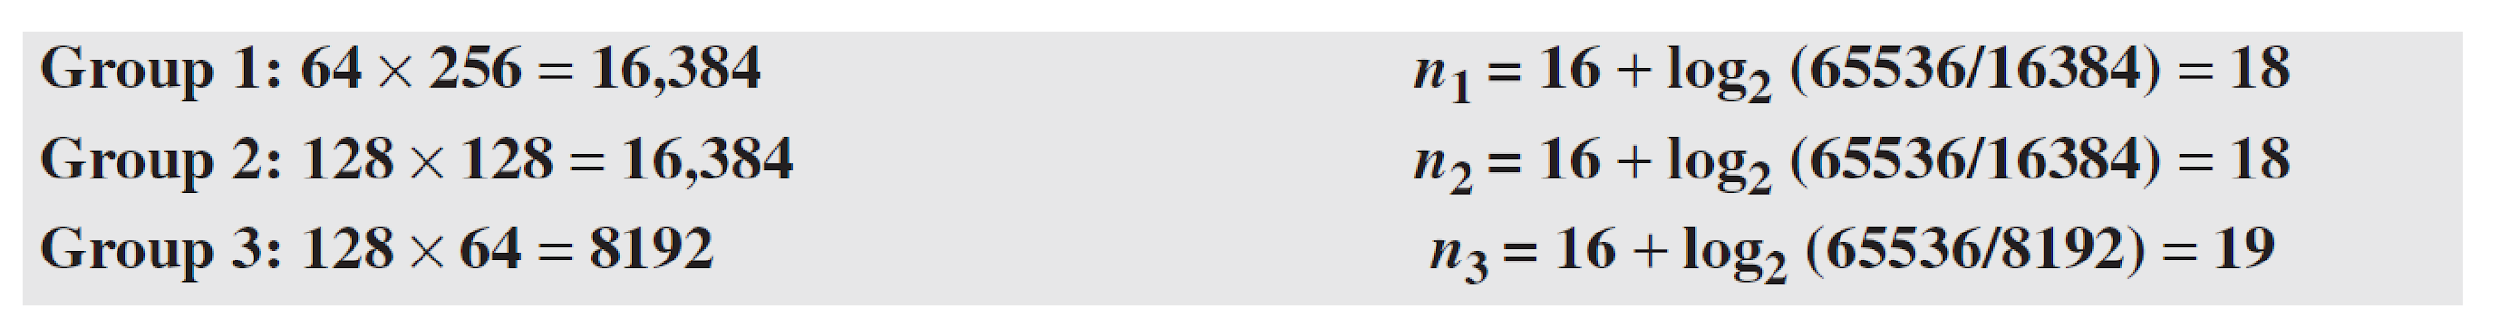 Group 1: 64 × 256 = 16,384 n₁ = 16 + log₂ (65536/16384) = 18
Group 2: 128 × 128 = 16,384 n₂ = 16 + log₂ (65536/16384) = 18
Group 3: 128 × 64 = 8192 n₃ = 16 + log₂ (65536/8192) = 19